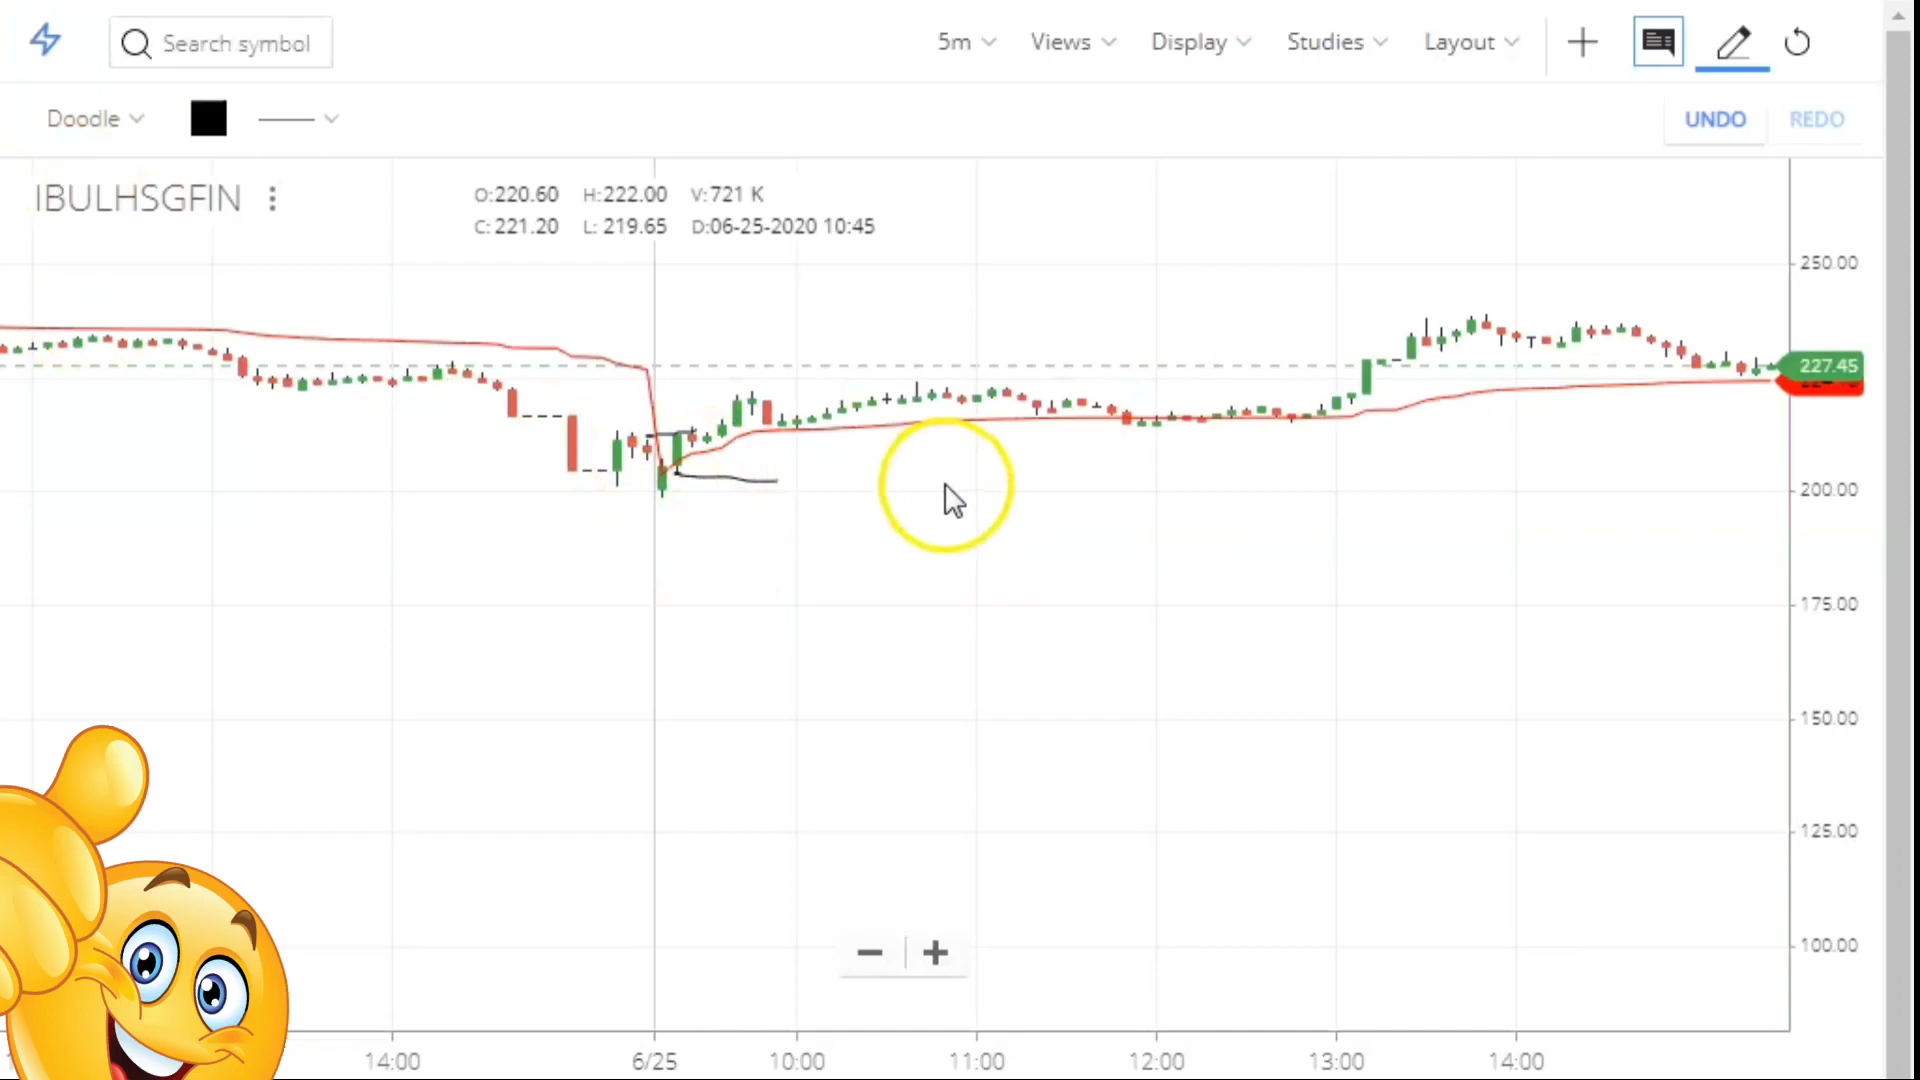 Search symbol
5m Views Display Studies Layout
Doodle
UNDO REDO
IBULHSGFIN
O:220.60 H:222.00 V:721 K
C: 221.20 L: 219.65 D:06-25-2020 10:45
250.00
227.45
200.00
175.00
150.00
125.00
100.00
14:00 6/25 10:00 11:00 12:00 13:00 14:00